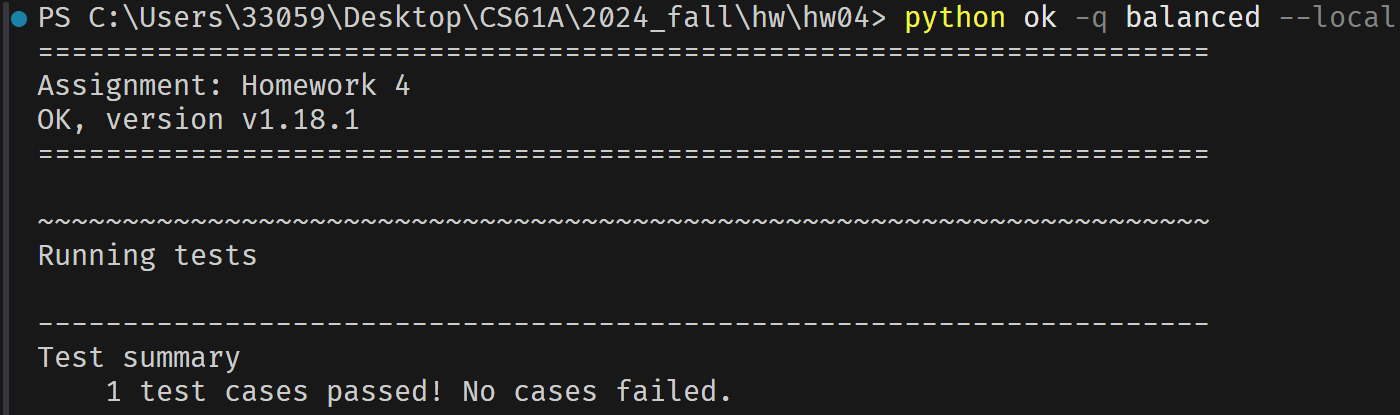 PS C:\Users\33059\Desktop\CS61A\2024_fall\hw\hw04> python ok -q balanced --local
=====================================================================
Assignment: Homework 4
OK, version v1.18.1
=====================================================================
~~~~~~~~~~~~~~~~~~~~~~~~~~~~~~~~~~~~~~~~~~~~~~~~~~~~~~~~~~~~~~~~~~~~~
Running tests
---------------------------------------------------------------------
Test summary
    1 test cases passed! No cases failed.